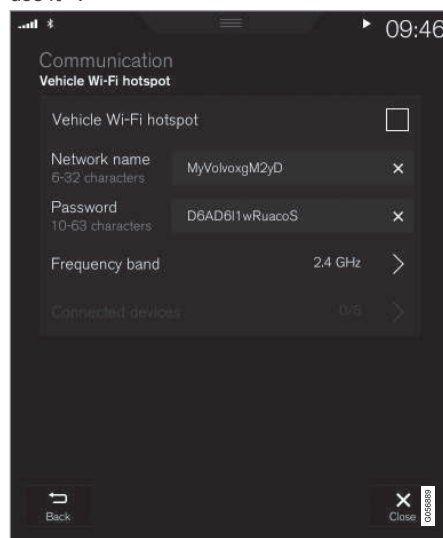 09:46
Communication
Vehicle Wi-Fi hotspot
Vehicle Wi-Fi hotspot
Network name
6-32 characters
MyVolvoxgM2yD
Password
10-63 characters
D6AD6I1wRuacoS
Frequency band
2.4 GHz
Connected devices
0/6
Back
Close
G056889